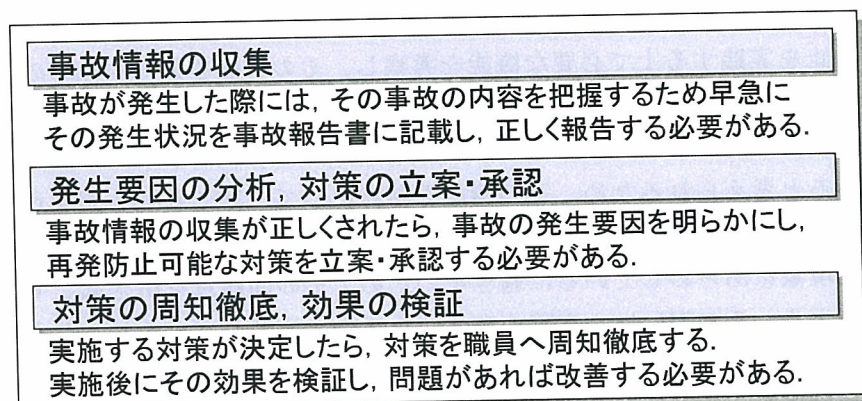 事故情報の収集
事故が発生した際には，その事故の内容を把握するため早急に
その発生状況を事故報告書に記載し，正しく報告する必要がある．
発生要因の分析，対策の立案・承認
事故情報の収集が正しくされたら，事故の発生要因を明らかにし，
再発防止可能な対策を立案・承認する必要がある．
対策の周知徹底，効果の検証
実施する対策が決定したら，対策を職員へ周知徹底する．
実施後にその効果を検証し，問題があれば改善する必要がある．